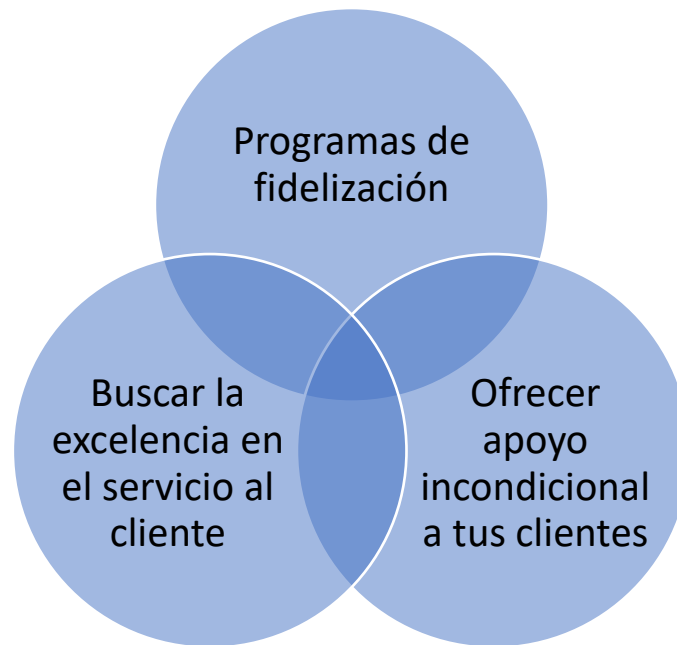 Programas de
fidelización
Buscar la
excelencia en
el servicio al
cliente
Ofrecer
apoyo
incondicional
a tus clientes